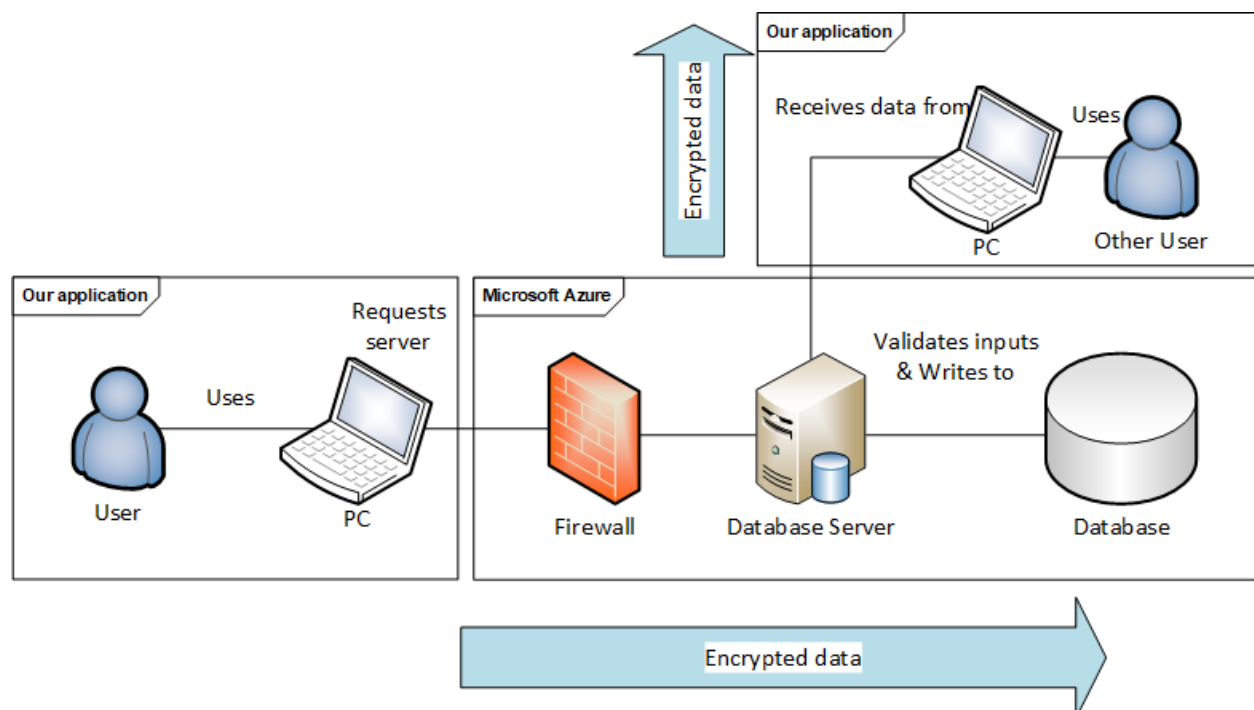 Our application
Encrypted data
Receives data from
Uses
PC
Other User
Our application
Requests
server
Uses
User
PC
Microsoft Azure
Validates inputs
& Writes to
Firewall
Database Server
Database
Encrypted data